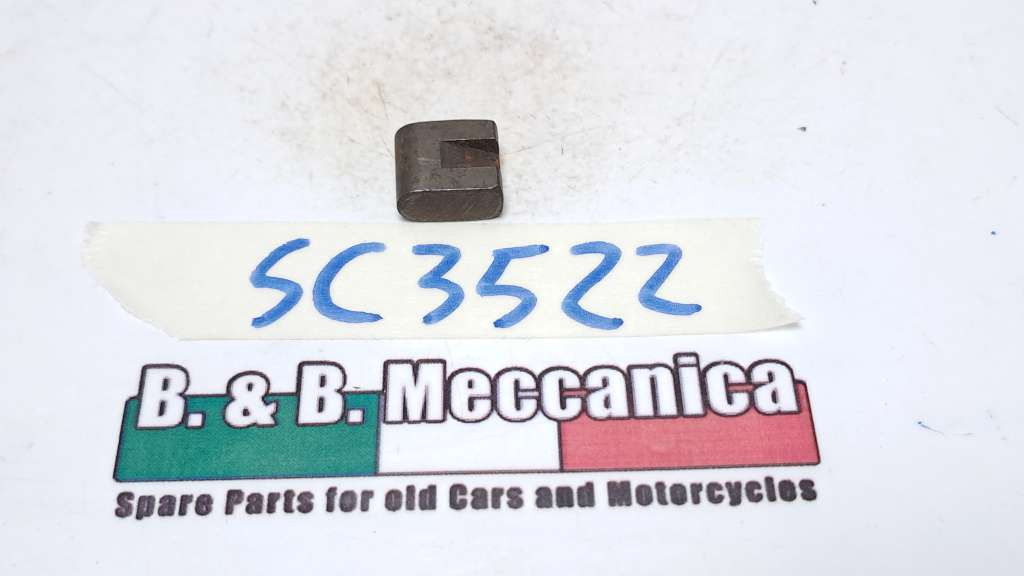 SC3522
B. & B. Meccanica
Spare Parts for old Cars and Motorcycles